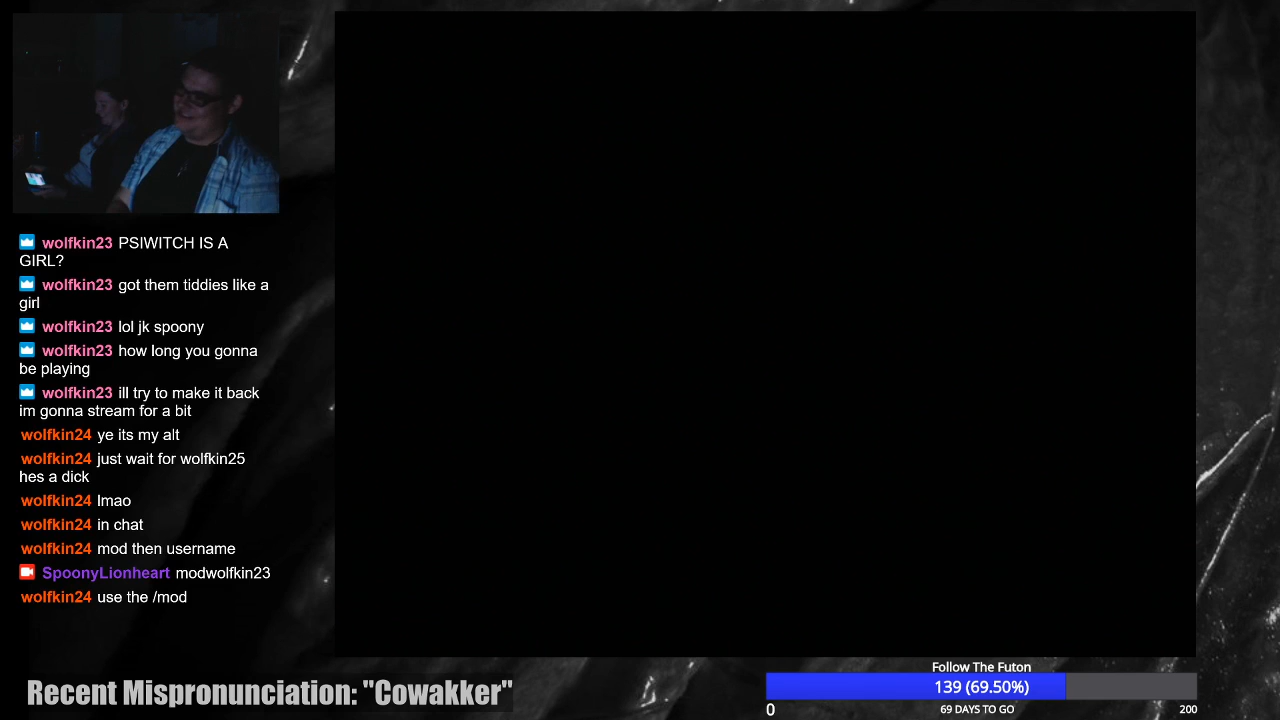 wolfkin23 PSIWITCH IS A
GIRL?
wolfkin23 got them tiddies like a
girl
wolfkin23 lol jk spoony
wolfkin23 how long you gonna
be playing
wolfkin23 ill try to make it back
im gonna stream for a bit
wolfkin24 ye its my alt
wolfkin24 just wait for wolfkin25
hes a dick
wolfkin24 lmao
wolfkin24 in chat
wolfkin24 mod then username
SpoonyLionheart modwolfkin23
wolfkin24 use the /mod
Recent Mispronunciation: "Cowakker"
Follow The Futon
139 (69.50%)
0 69 DAYS TO GO 200